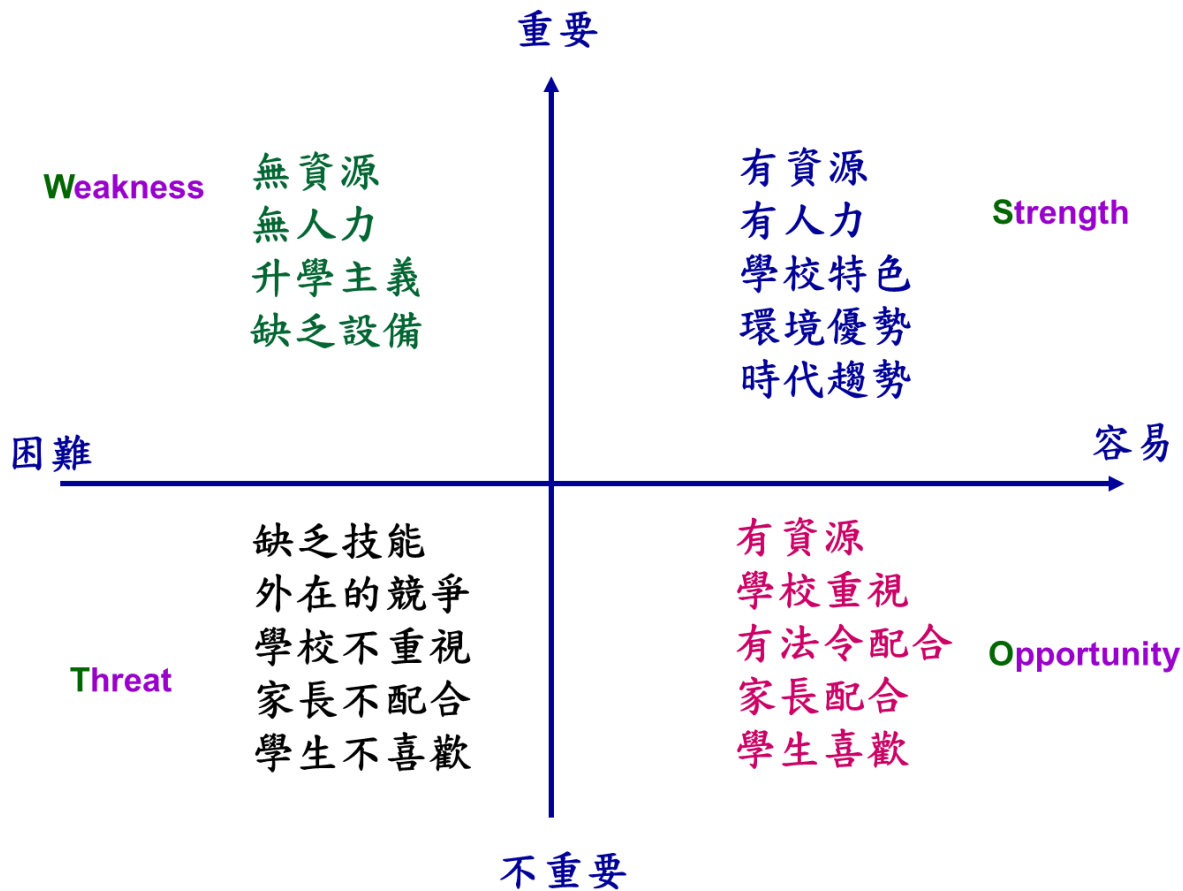 重要
Weakness
無資源
無人力
升學主義
缺乏設備
有資源
有人力
學校特色
環境優勢
時代趨勢
Strength
困難
容易
Threat
缺乏技能
外在的競爭
學校不重視
家長不配合
學生不喜歡
有資源
學校重視
有法令配合
家長配合
學生喜歡
Opportunity
不重要